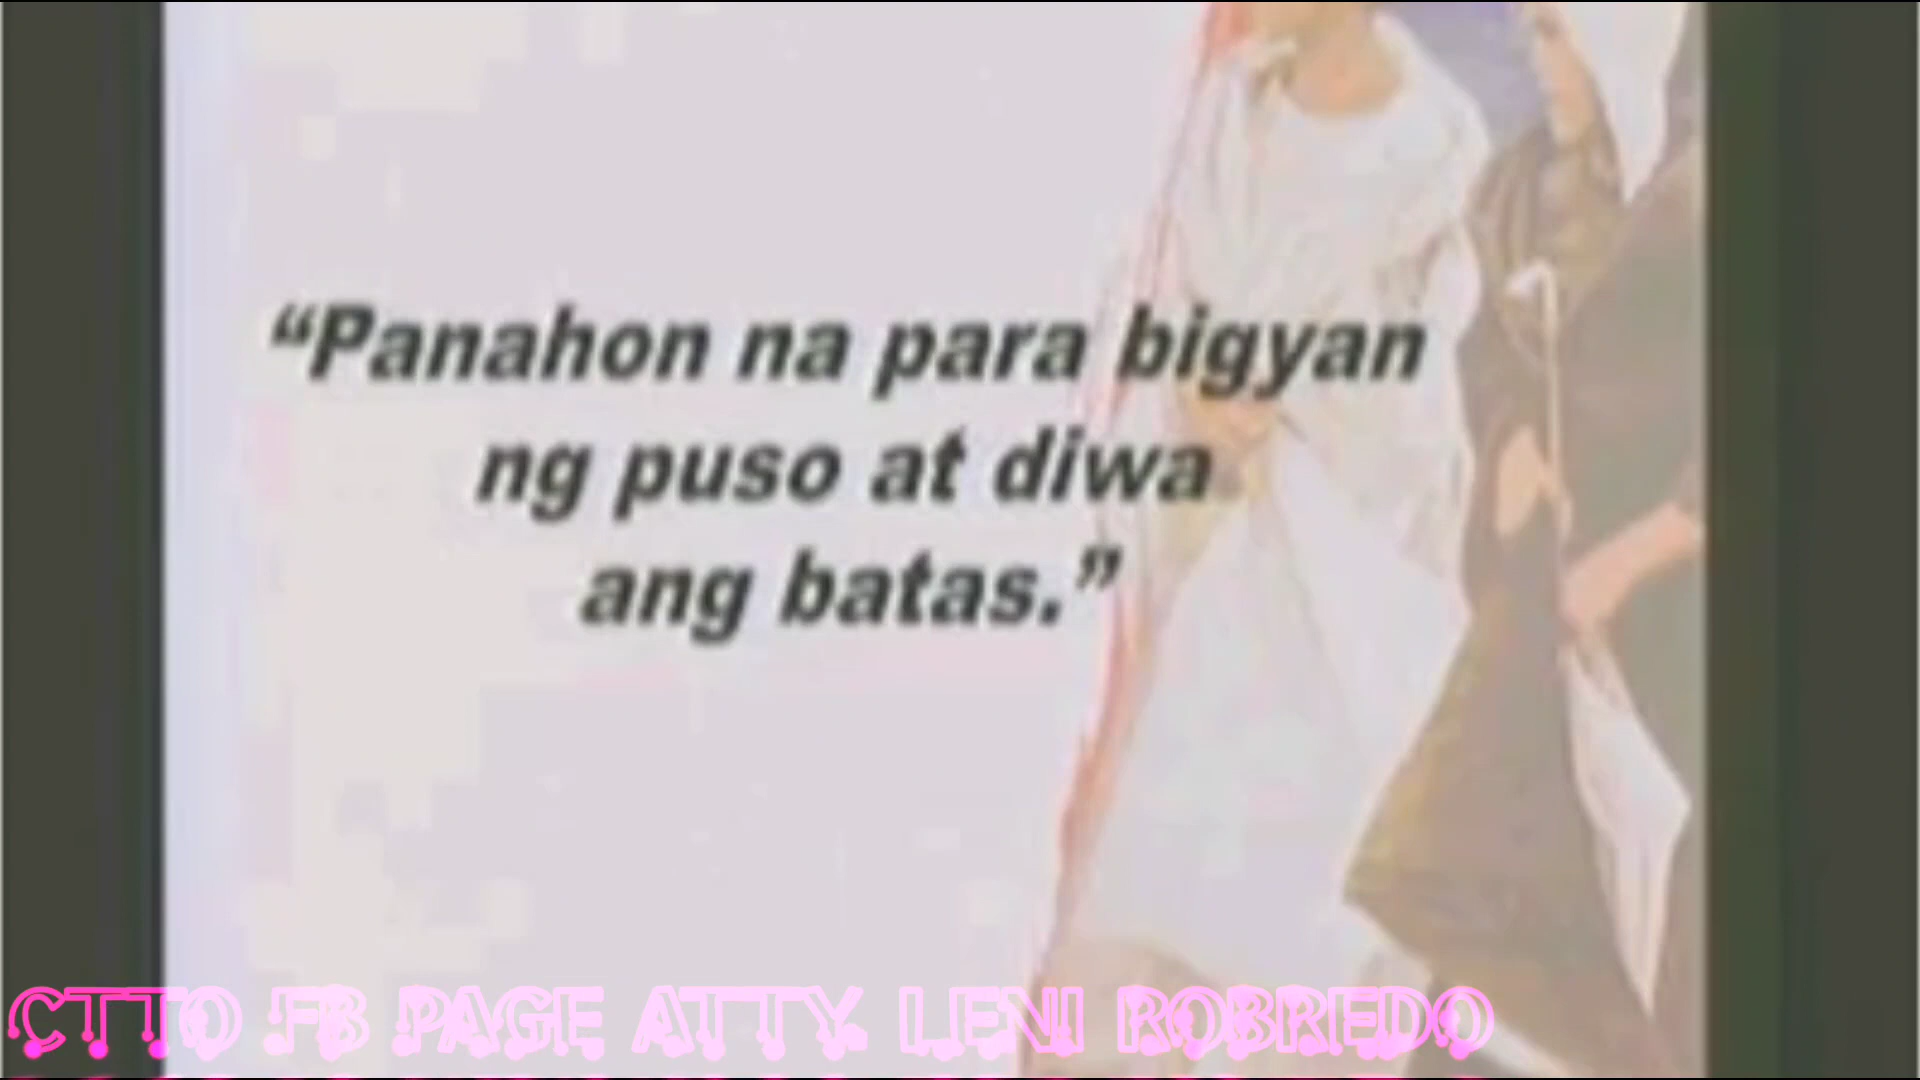 “Panahon na para bigyan
ng puso at diwa
ang batas.”
CTTO FB PAGE ATTY. LENI ROBREDO